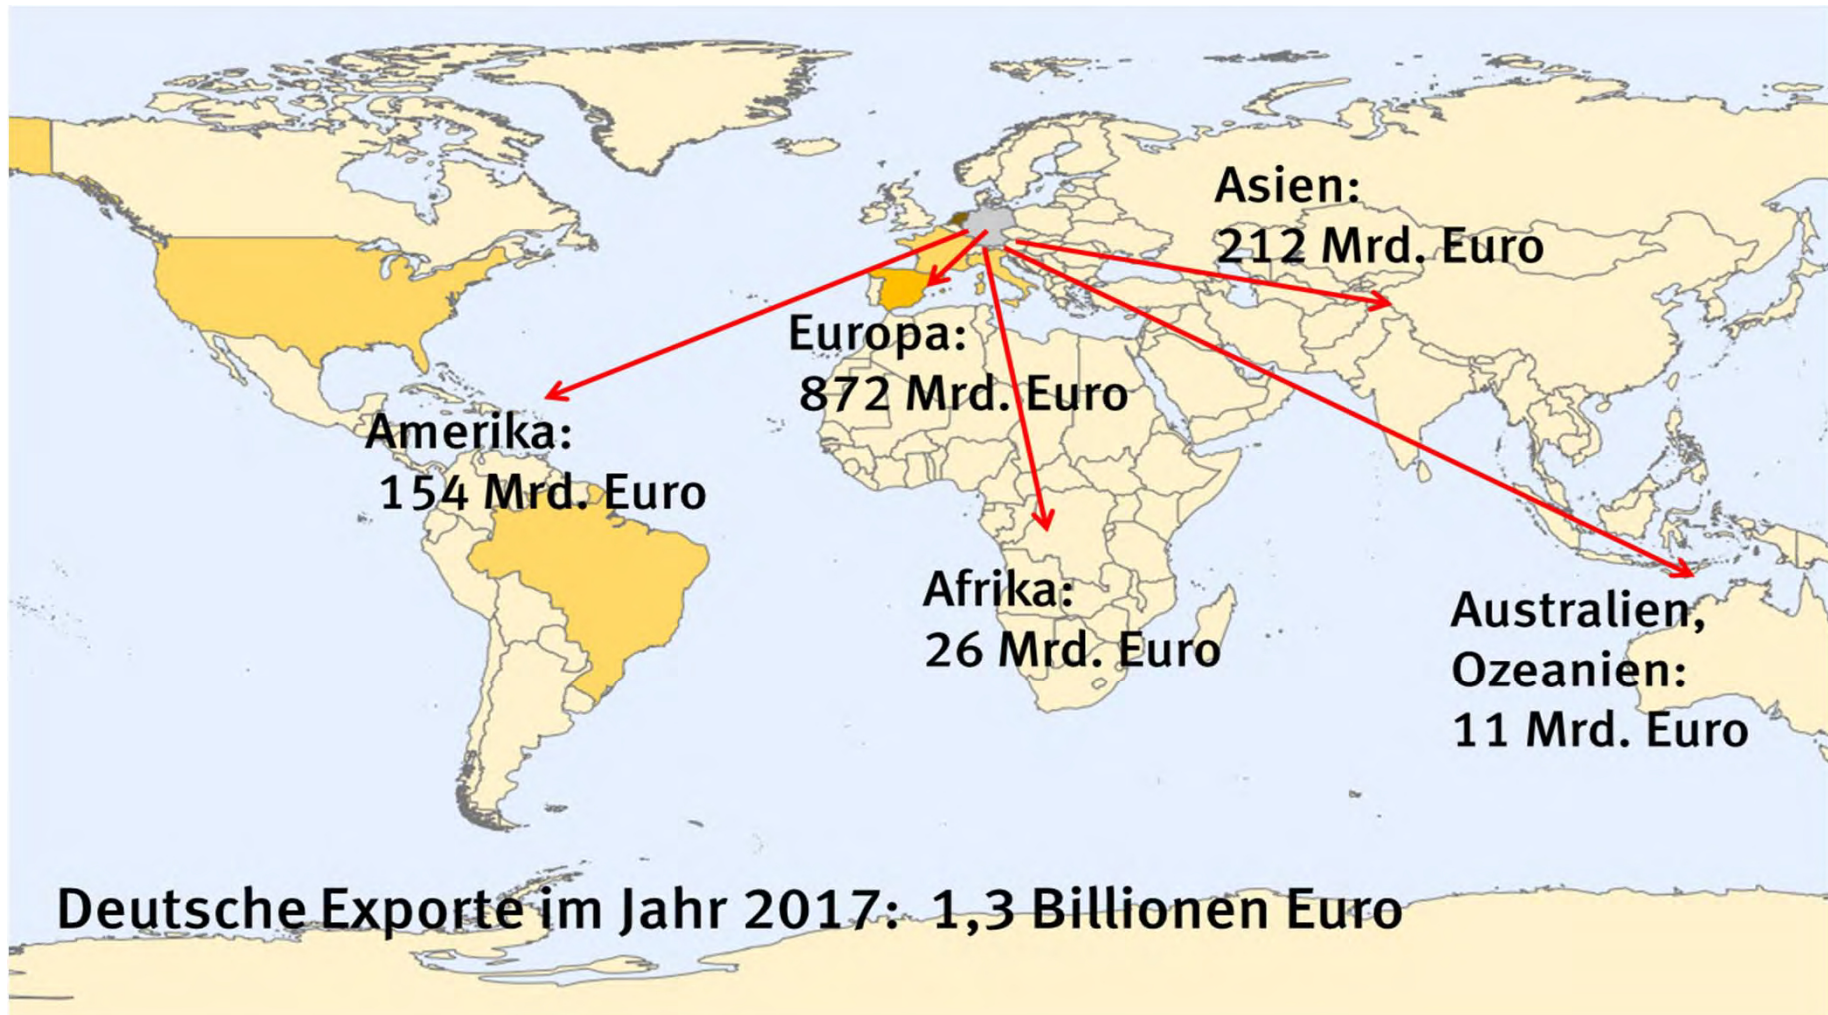 Asien:
212 Mrd. Euro
Europa:
872 Mrd. Euro
Amerika:
154 Mrd. Euro
Afrika:
26 Mrd. Euro
Australien,
Ozeanien:
11 Mrd. Euro
Deutsche Exporte im Jahr 2017: 1,3 Billionen Euro